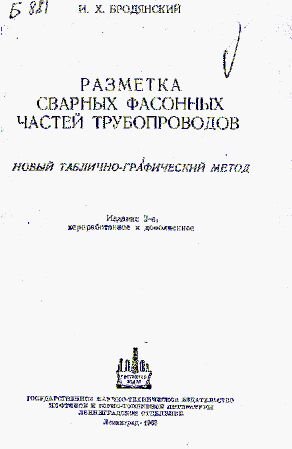 Б 881
И. Х. БРОДЯНСКИЙ
РАЗМЕТКА
СВАРНЫХ ФАСОННЫХ
ЧАСТЕЙ ТРУБОПРОВОДОВ
НОВЫЙ ТАБЛИЧНО-ГРАФИЧЕСКИЙ МЕТОД
Издание 2-е,
переработанное и дополненное
ГОСУДАРСТВЕННОЕ НАУЧНО-ТЕХНИЧЕСКОЕ ИЗДАТЕЛЬСТВО
НЕФТЯНОЙ И ГОРНО-ТОПЛИВНОЙ ЛИТЕРАТУРЫ
ЛЕНИНГРАДСКОЕ ОТДЕЛЕНИЕ
Ленинград